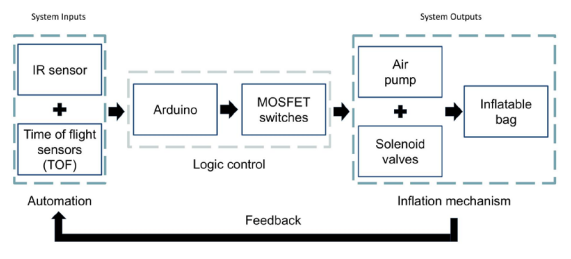 System Inputs
System Outputs
IR sensor
Time of flight
sensors
(TOF)
Arduino
MOSFET
switches
Air
pump
Solenoid
valves
Inflatable
bag
Logic control
Automation
Inflation mechanism
Feedback